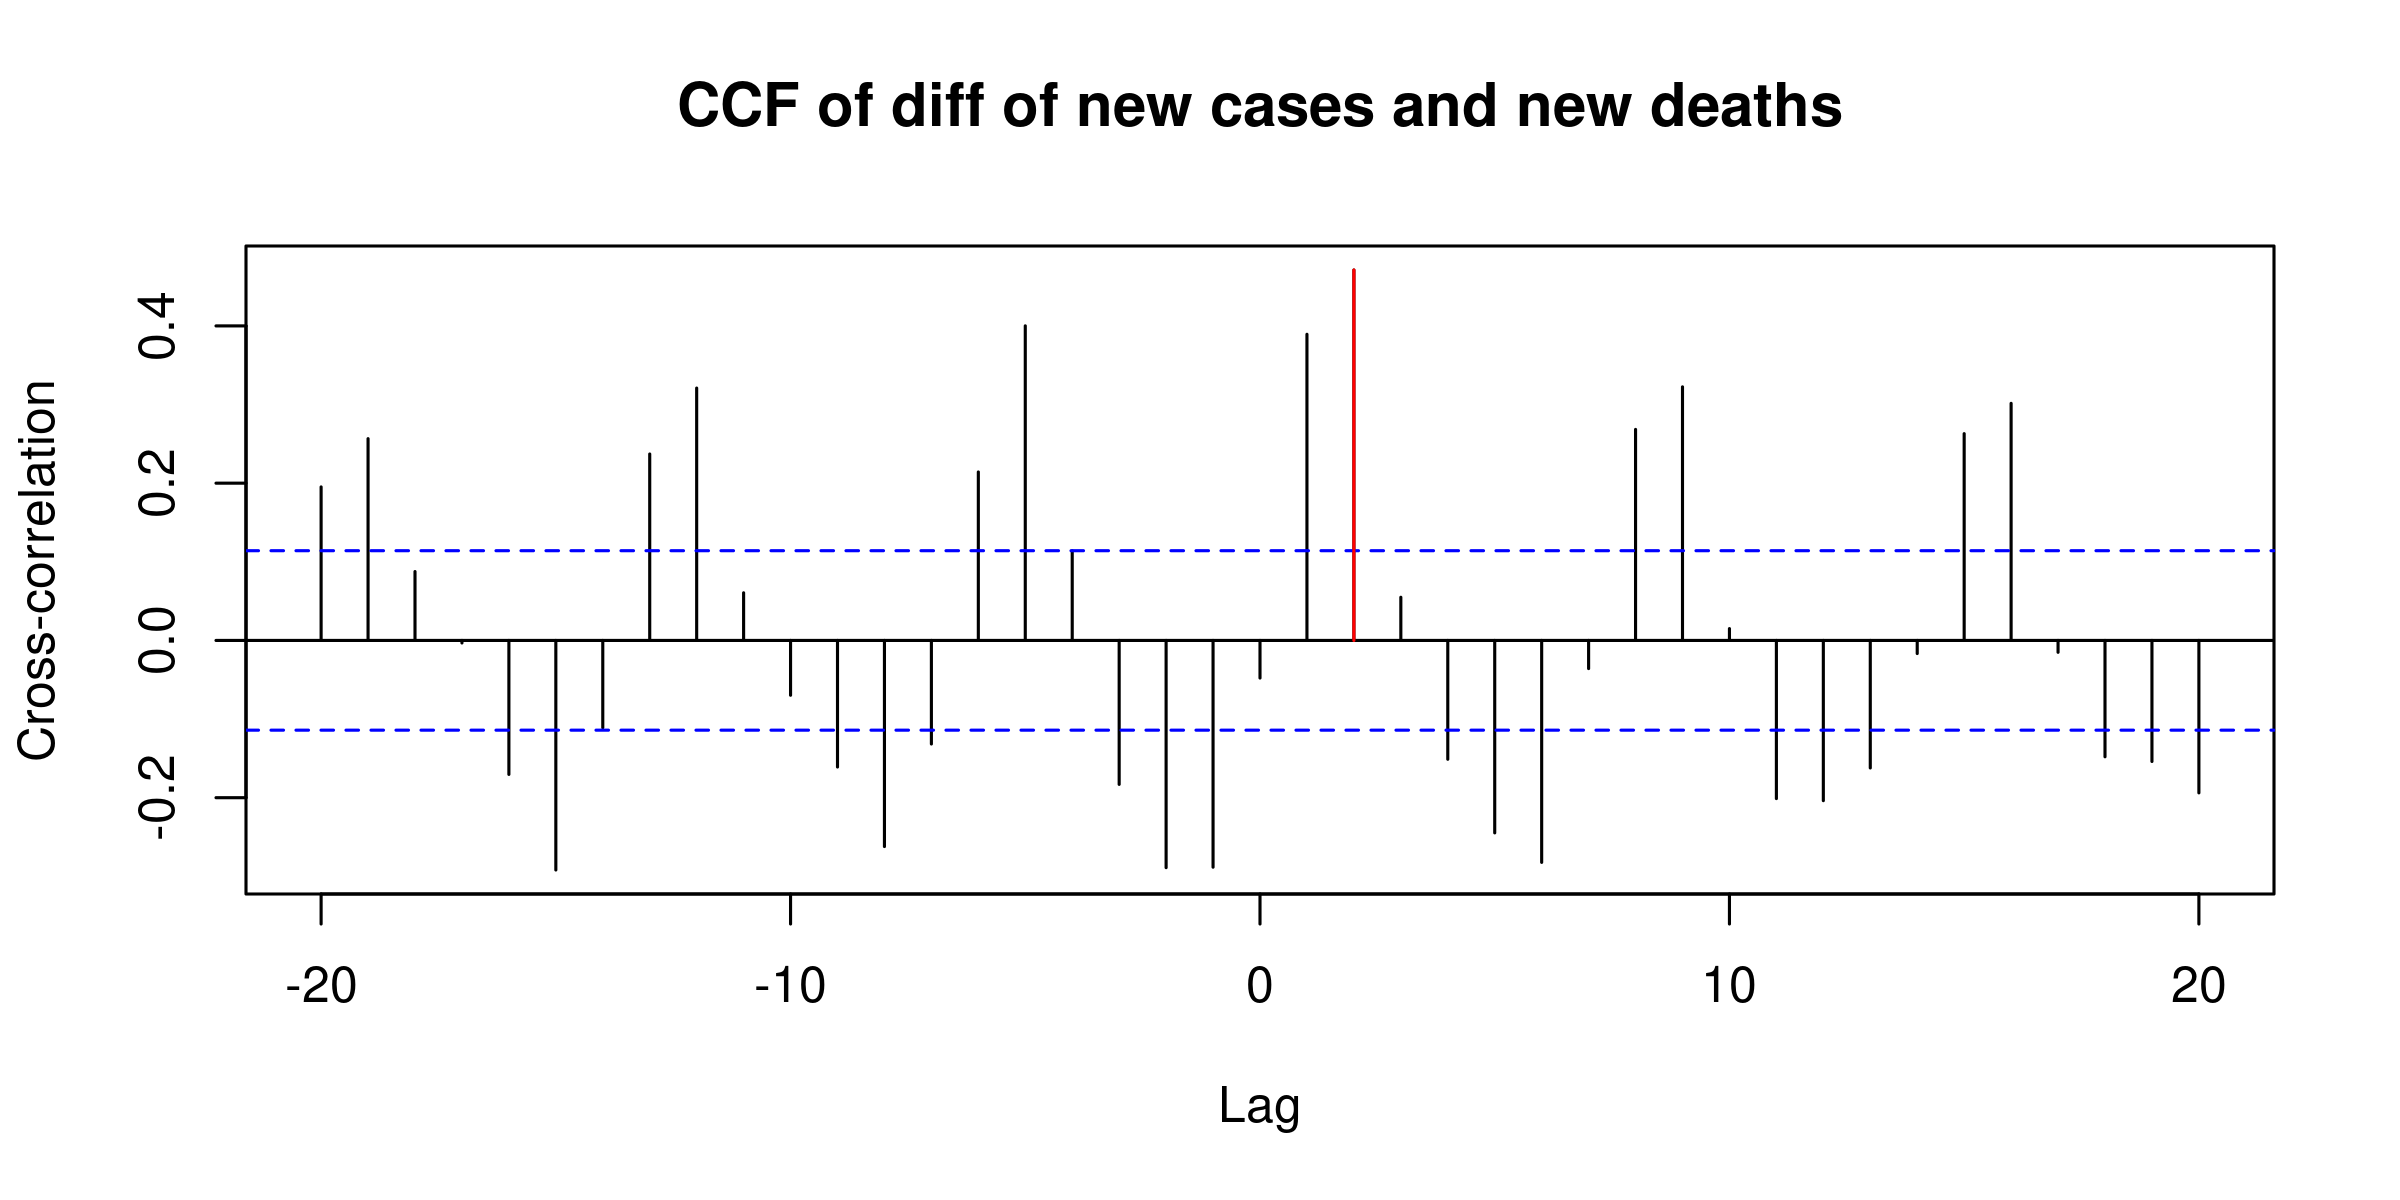 CCF of diff of new cases and new deaths
Cross-correlation
0.4
0.2
0.0
-0.2
-20 -10 0 10 20
Lag